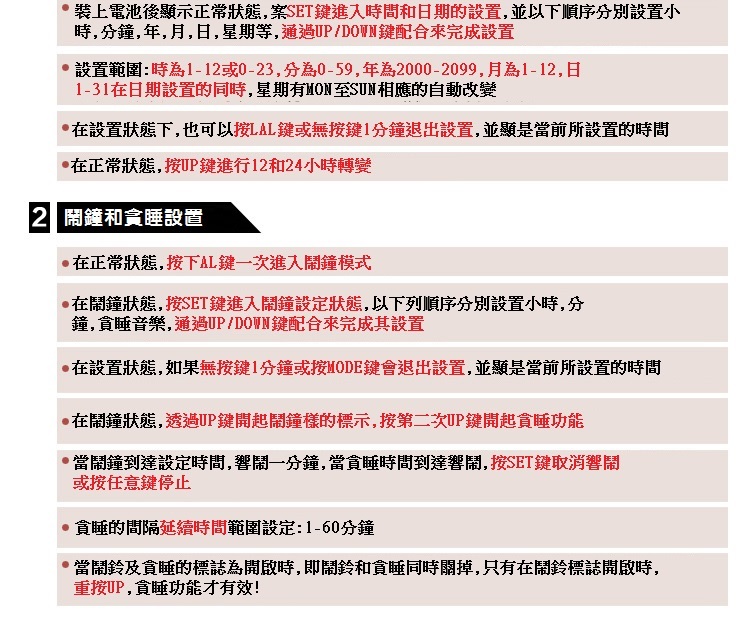 裝上電池後顯示正常狀態,案SET鍵進入時間和日期的設置,並以下順序分別設置小
時,分鐘,年,月,日,星期等,通過UP/DOWN鍵配合來完成設置
設置範圍:時為1-12或0-23,分為0-59,年為2000-2099,月為1-12,日
1-31在日期設置的同時,星期有MON至SUN相應的自動改變
在設置狀態下,也可以按LAL鍵或無按鍵1分鐘退出設置,並顯是當前所設置的時間
在正常狀態,按UP鍵進行12和24小時轉變
2 鬧鐘和貪睡設置
在正常狀態,按下AL鍵一次進入鬧鐘模式
在鬧鐘狀態,按SET鍵進入鬧鐘設定狀態,以下列順序分別設置小時,分
鐘,貪睡音樂,通過UP/DOWN鍵配合來完成其設置
在設置狀態,如果無按鍵1分鐘或按MODE鍵會退出設置,並顯是當前所設置的時間
在鬧鐘狀態,透過UP鍵開起鬧鐘樣的標示,按第二次UP鍵開起貪睡功能
當鬧鐘到達設定時間,響鬧一分鐘,當貪睡時間到達響鬧,按SET鍵取消響鬧
或按任意鍵停止
貪睡的間隔延續時間範圍設定:1-60分鐘
當鬧鈴及貪睡的標誌為開啟時,即鬧鈴和貪睡同時關掉,只有在鬧鈴標誌開啟時,
重按UP,貪睡功能才有效!